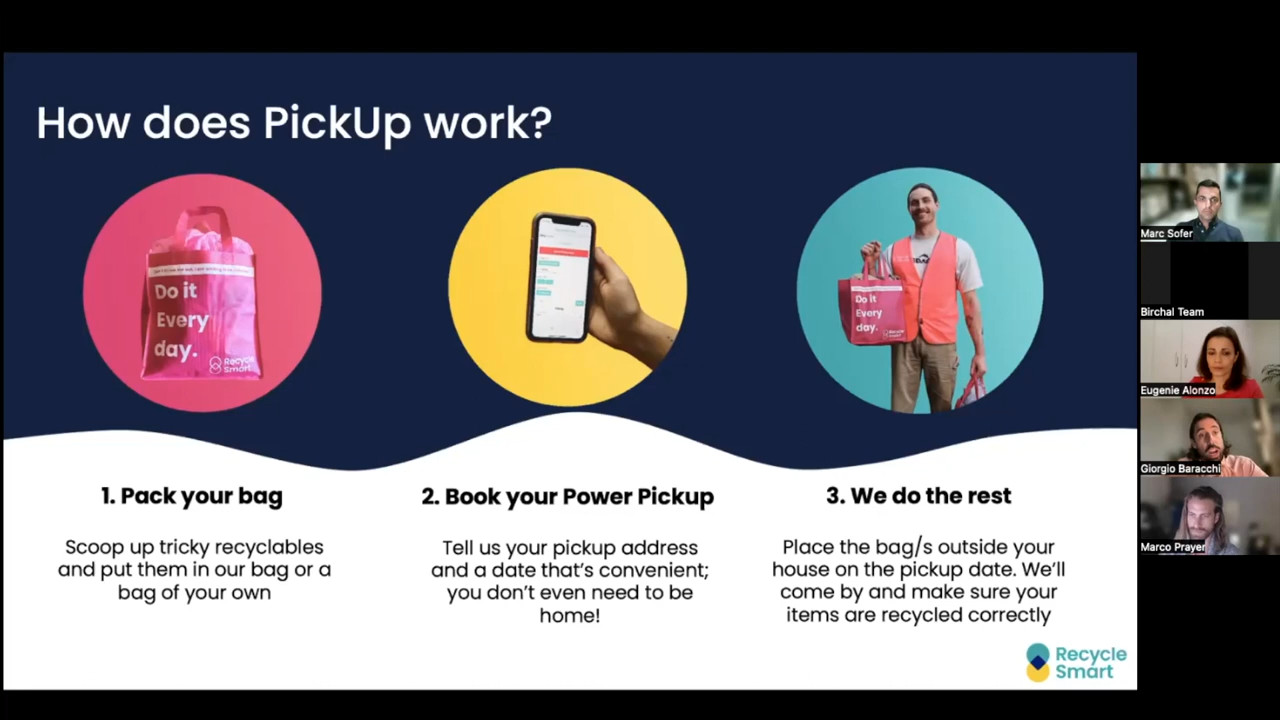 How does PickUp work?
Do it
Every
day.
Recycle
Smart
Do it
Every
day.
1. Pack your bag
Scoop up tricky recyclables
and put them in our bag or a
bag of your own
2. Book your Power Pickup
Tell us your pickup address
and a date that's convenient;
you don't even need to be
home!
3. We do the rest
Place the bag/s outside your
house on the pickup date. We'll
come by and make sure your
items are recycled correctly
Recycle
Smart
Marc Sofer
Birchal Team
Eugenie Alonzo
Giorgio Baracchi
Marco Prayer